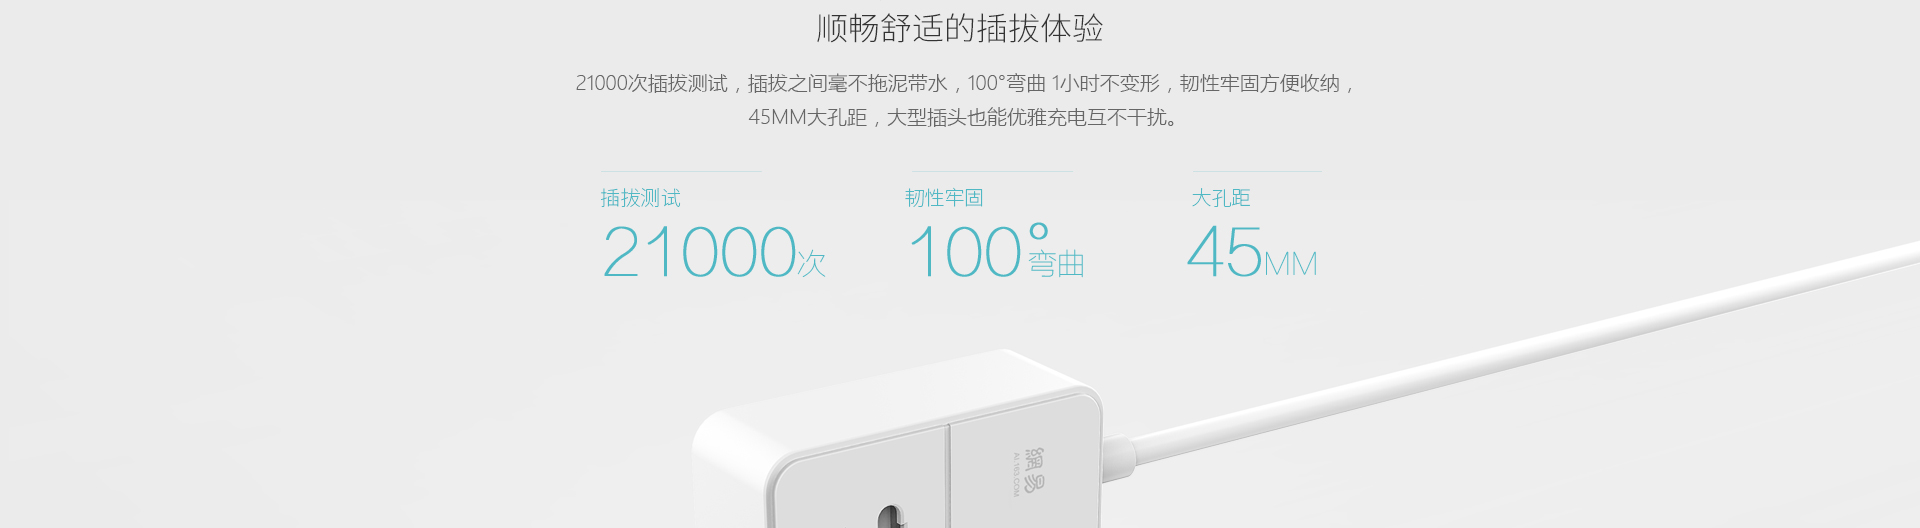 顺畅舒适的插拔体验
21000次插拔测试，插拔之间毫不拖泥带水，100°弯曲 1小时不变形，韧性牢固方便收纳，
45MM大孔距，大型插头也能优雅充电互不干扰。
插拔测试
21000次
韧性牢固
100°弯曲
大孔距
45MM
網易
AI.163.COM